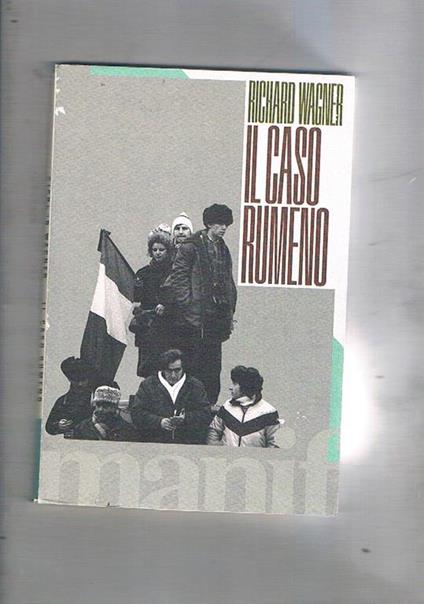 RICHARD WAGNER
IL CASO
RUMENO
manif